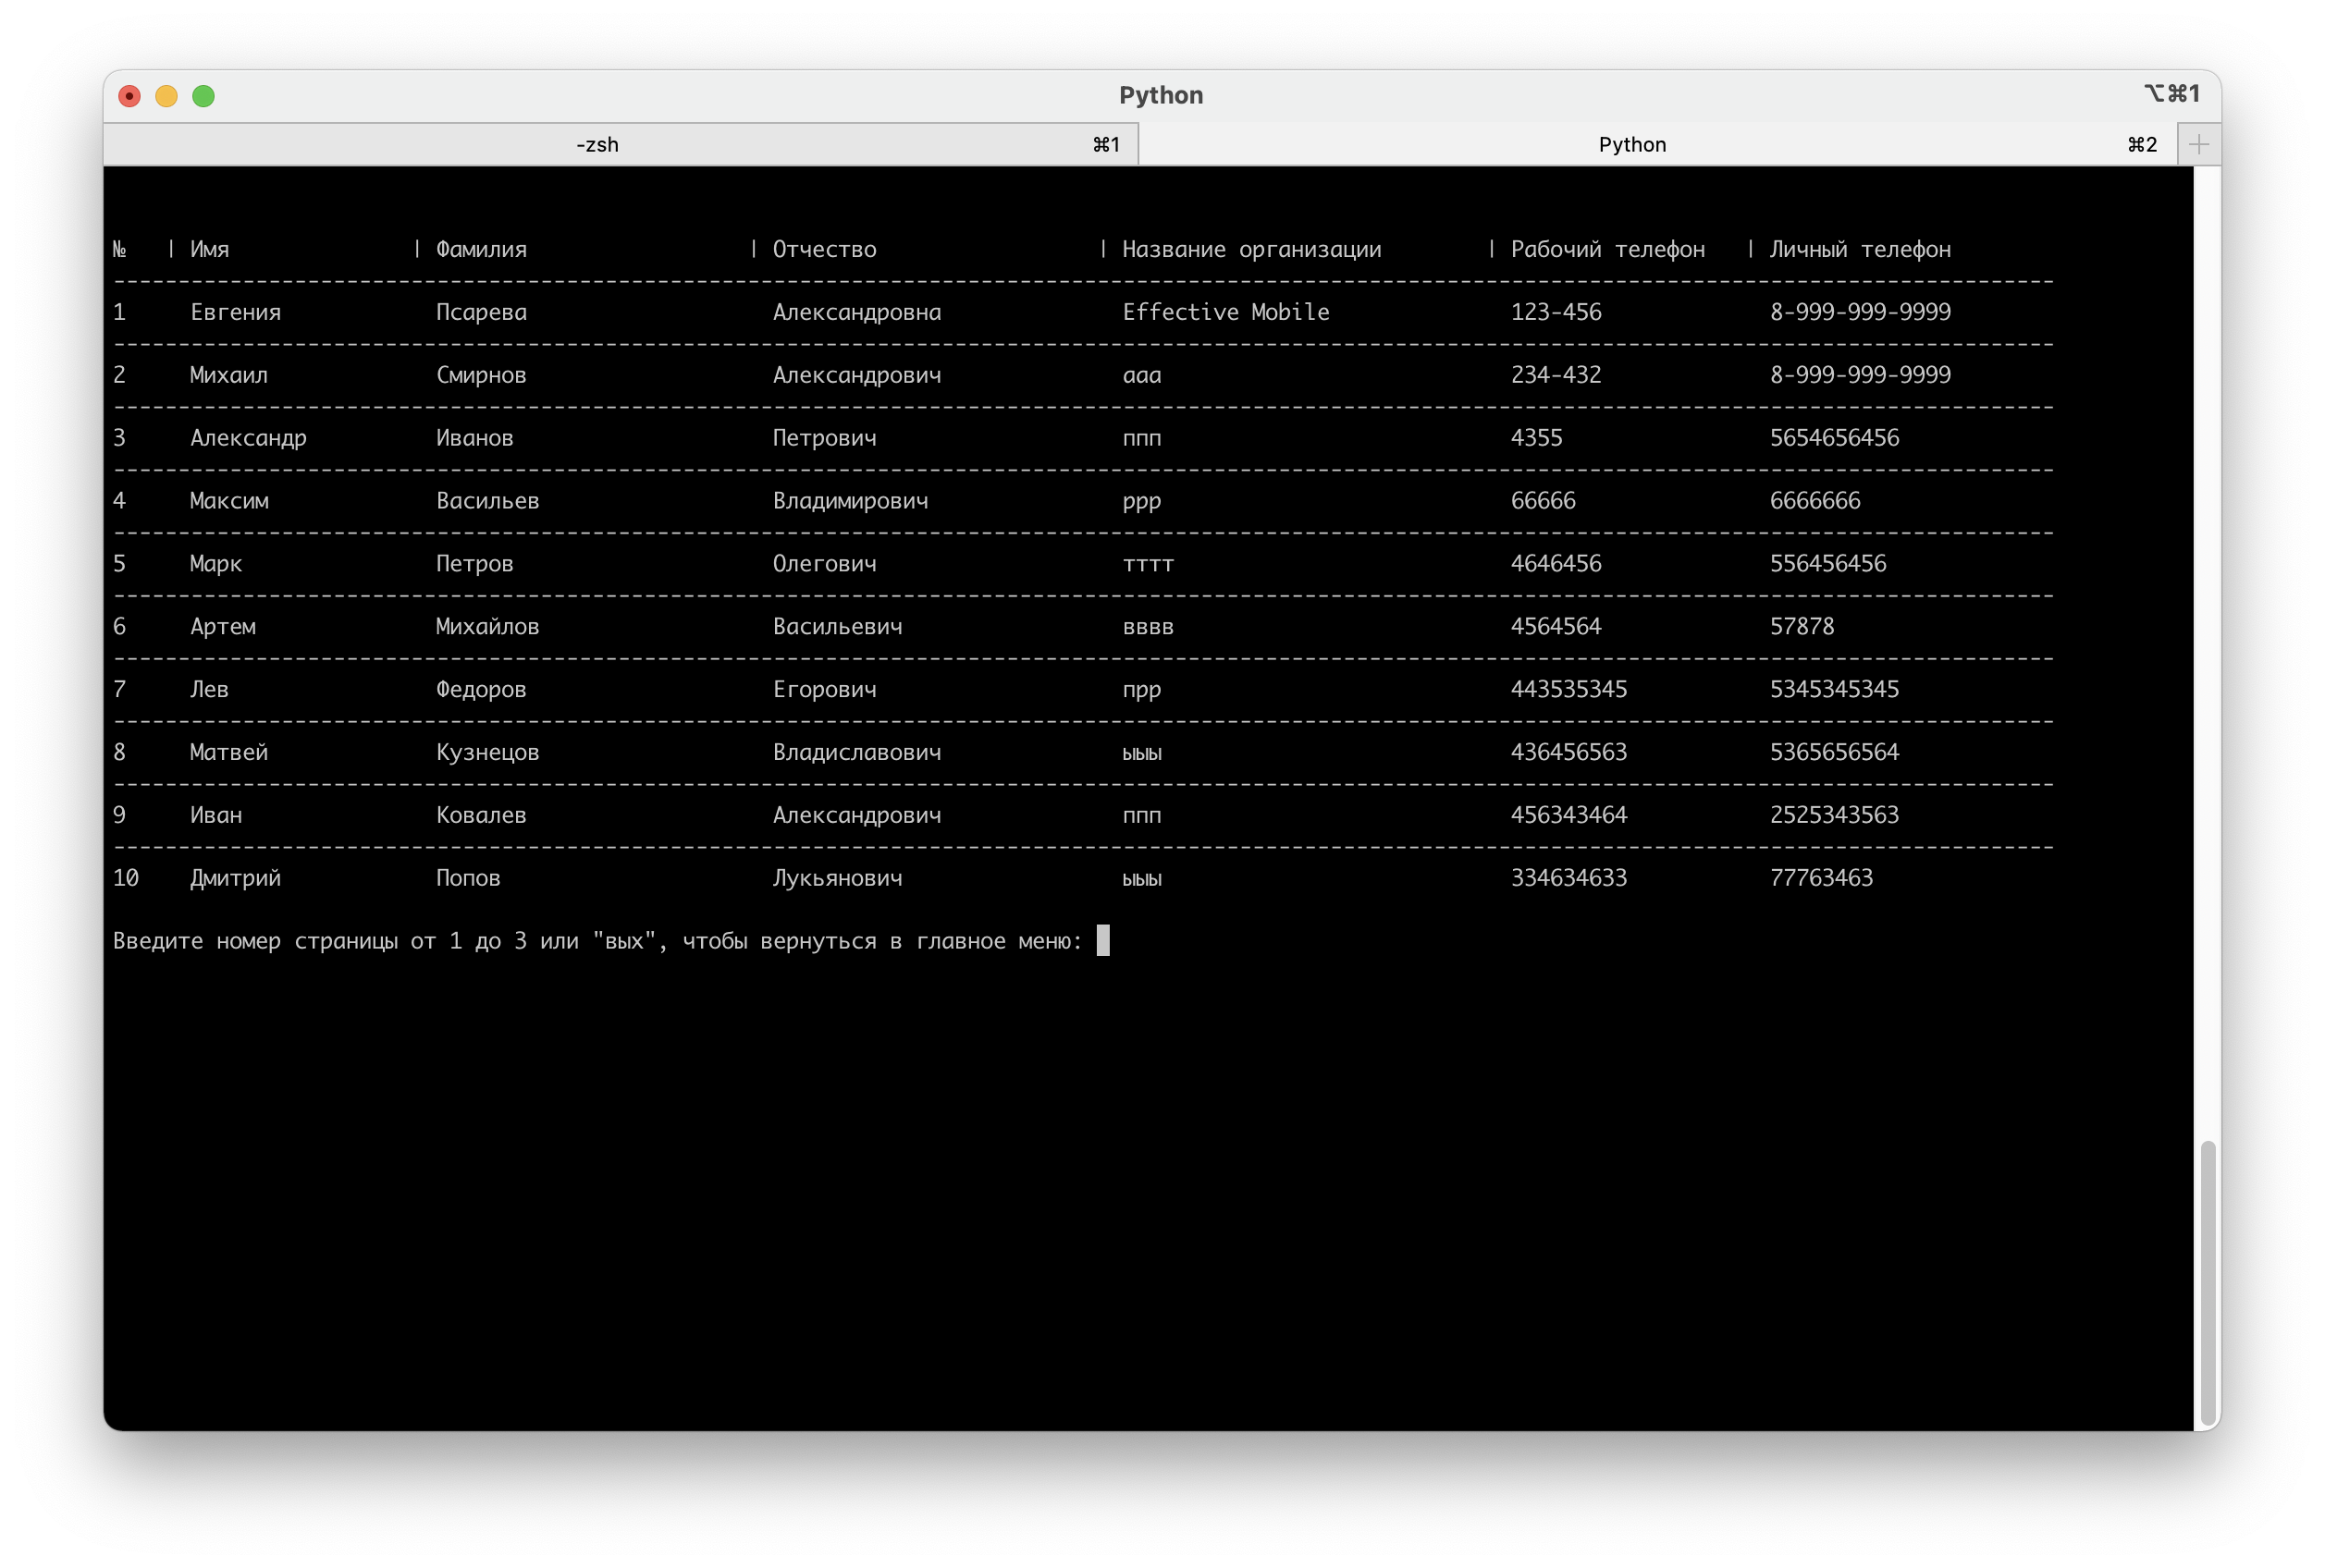 Python ⌥⌘1
-zsh ⌘1 Python ⌘2 +
№ | Имя | Фамилия | Отчество | Название организации | Рабочий телефон | Личный телефон
------------------------------------------------------------------------------------------------------------------------------------------------------
1 Евгения Псарева Александровна Effective Mobile 123-456 8-999-999-9999
------------------------------------------------------------------------------------------------------------------------------------------------------
2 Михаил Смирнов Александрович ааа 234-432 8-999-999-9999
------------------------------------------------------------------------------------------------------------------------------------------------------
3 Александр Иванов Петрович ппп 4355 5654656456
------------------------------------------------------------------------------------------------------------------------------------------------------
4 Максим Васильев Владимирович ррр 66666 6666666
------------------------------------------------------------------------------------------------------------------------------------------------------
5 Марк Петров Олегович тттт 4646456 556456456
------------------------------------------------------------------------------------------------------------------------------------------------------
6 Артем Михайлов Васильевич вввв 4564564 57878
------------------------------------------------------------------------------------------------------------------------------------------------------
7 Лев Федоров Егорович прр 443535345 5345345345
------------------------------------------------------------------------------------------------------------------------------------------------------
8 Матвей Кузнецов Владиславович ыыы 436456563 5365656564
------------------------------------------------------------------------------------------------------------------------------------------------------
9 Иван Ковалев Александрович ппп 456343464 2525343563
------------------------------------------------------------------------------------------------------------------------------------------------------
10 Дмитрий Попов Лукьянович ыыы 334634633 77763463
Введите номер страницы от 1 до 3 или "вых", чтобы вернуться в главное меню: